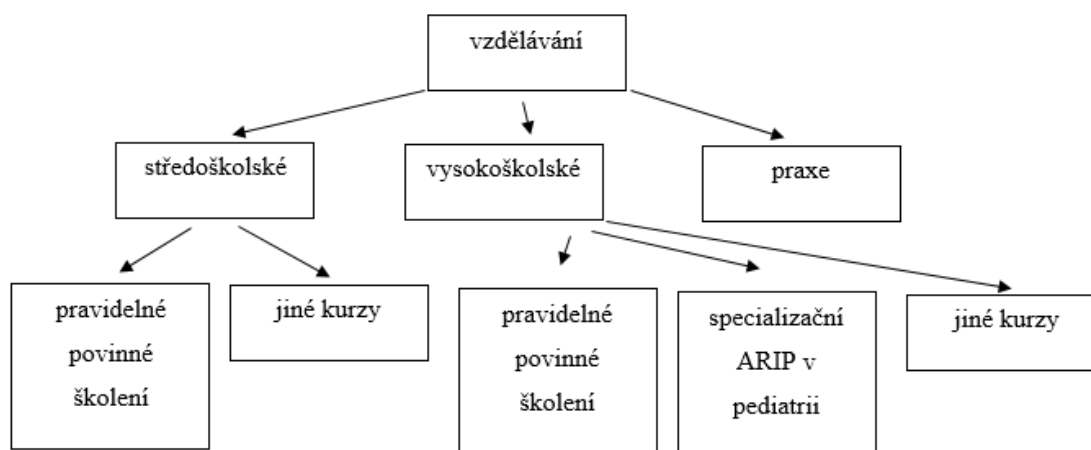 vzdělávání
středoškolské
vysokoškolské
praxe
pravidelné
povinné
školení
jiné kurzy
pravidelné
povinné
školení
specializační
ARIP v
pediatrii
jiné kurzy